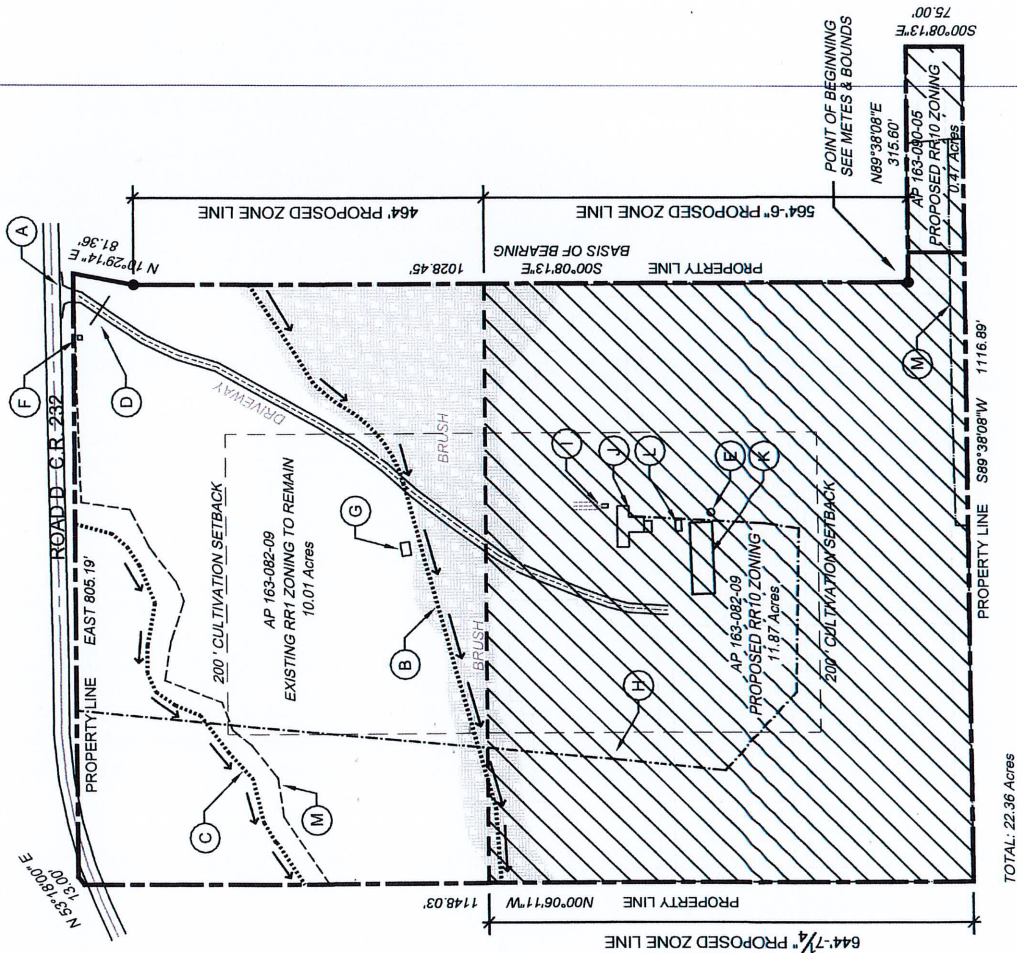 A
F
ROAD D C.R. 232
D
N 10°29'14" E
81.36'
N 53°18'00" E
13.00'
PROPERTY LINE
EAST 805.19'
464' PROPOSED ZONE LINE
DRIVEWAY
200' CULTIVATION SETBACK
AP 163-082-09
EXISTING RR1 ZONING TO REMAIN
10.01 Acres
G
BRUSH
B
BRUSH
C
M
1028.45'
S00°08'13"E
BASIS OF BEARING
PROPERTY LINE
564'-6" PROPOSED ZONE LINE
POINT OF BEGINNING
SEE METES & BOUNDS
N89°38'08"E
315.60'
S00°08'13"E
75.00'
AP 163-090-05
PROPOSED RR10 ZONING
0.47 Acres
M
I
J
L
E
K
H
AP 163-082-09
PROPOSED RR10 ZONING
11.87 Acres
200' CULTIVATION SETBACK
1148.03'
N00°06'11"W
PROPERTY LINE
644'-7 1/4" PROPOSED ZONE LINE
PROPERTY LINE
S89°38'08"W
1116.89'
TOTAL: 22.36 Acres